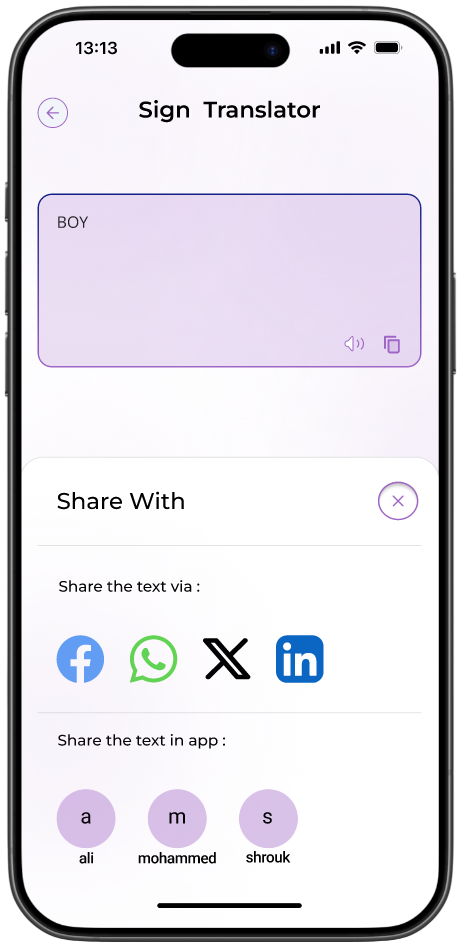 13:13
Sign Translator
BOY
Share With
Share the text via :
in
Share the text in app :
a m s
ali mohammed shrouk